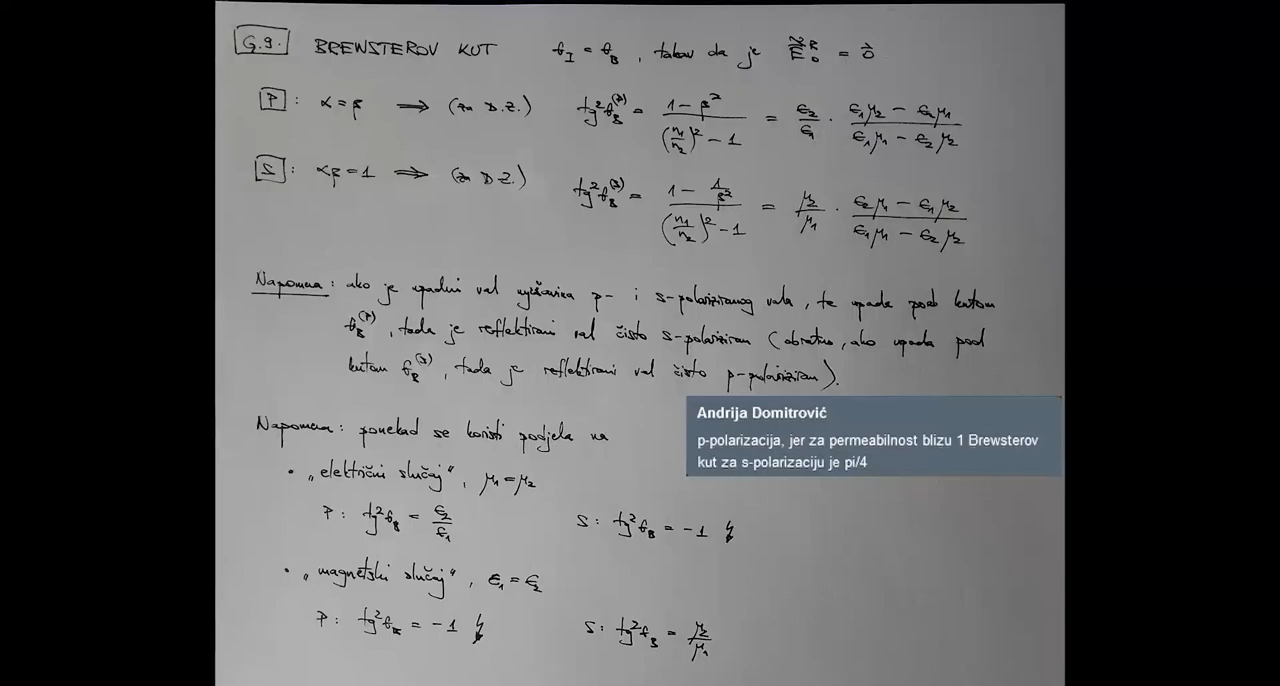 G.9. BREWSTEROV KUT θ_I = θ_B, takav da je Ẽ_0^R = 0⃗
P: α = β ⟹ (za D.Z.) tg²θ_B^(P) = (1 - β²) / ((n₁/n₂)² - 1) = ε₂/ε₁ · (ε₁μ₂ - ε₂μ₁) / (ε₁μ₁ - ε₂μ₂)
S: αβ = 1 ⟹ (za D.Z.) tg²θ_B^(S) = (1 - 1/β²) / ((n₁/n₂)² - 1) = μ₂/μ₁ · (ε₂μ₁ - ε₁μ₂) / (ε₁μ₁ - ε₂μ₂)
Napomena: ako je upadni val mješavina p- i s-polariziranog vala, te upada pod kutom
θ_B^(P), tada je reflektirani val čisto s-polariziran (obratno, ako upada pod
kutom θ_B^(S), tada je reflektirani val čisto p-polariziran).
Andrija Domitrović
p-polarizacija, jer za permeabilnost blizu 1 Brewsterov
kut za s-polarizaciju je pi/4
Napomena: ponekad se koristi podjela na
• „električni slučaj", μ₁ = μ₂
P: tg²θ_B = ε₂/ε₁ S: tg²θ_B = -1 ↯
• „magnetski slučaj", ε₁ = ε₂
P: tg²θ_B = -1 ↯ S: tg²θ_B = μ₂/μ₁